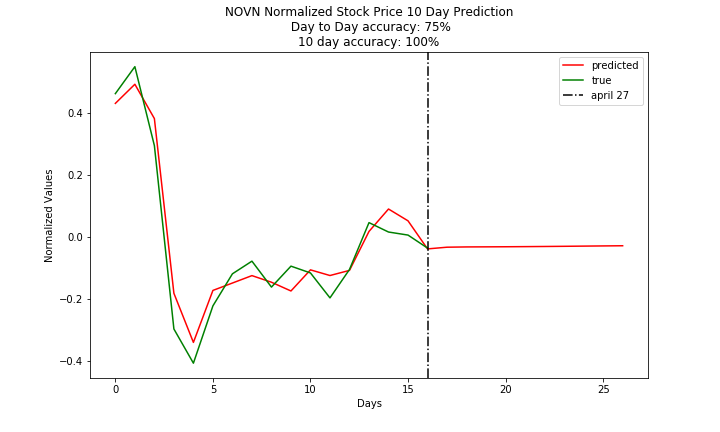 NOVN Normalized Stock Price 10 Day Prediction
Day to Day accuracy: 75%
10 day accuracy: 100%
predicted
true
april 27
Normalized Values
0.4
0.2
0.0
−0.2
−0.4
0
5
10
15
20
25
Days